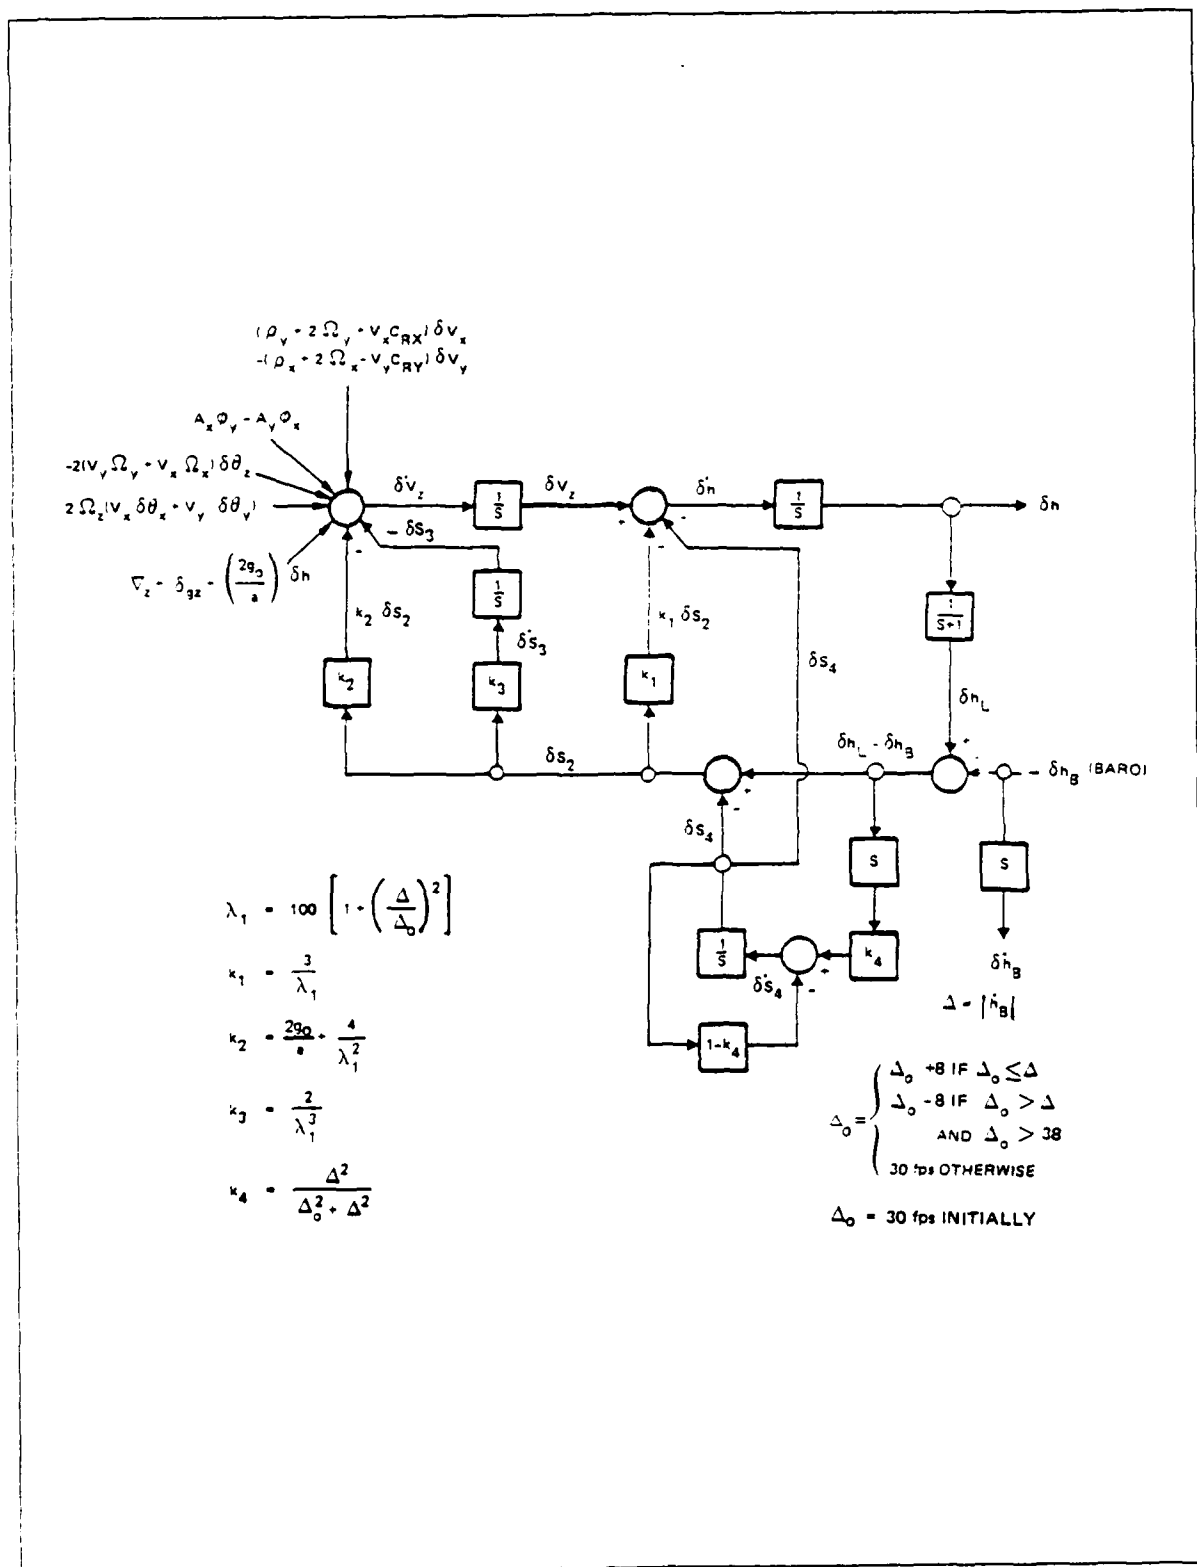 (ρ_y + 2Ω_y + V_x C_RX) δV_x
-(ρ_x + 2Ω_x - V_y C_RY) δV_y
A_x Φ_y - A_y Φ_x
-2(V_y Ω_y + V_x Ω_x) δθ_z
2Ω_z(V_x δθ_x + V_y δθ_y)
∇_z - δ_gz - (2g_o/a) δh
δV̇_z
1/S
δV_z
+
-
δḣ
1/S
δh
- δS_3
-
1/S
-
k_2 δS_2
δṠ_3
k_1 δS_2
δS_4
1/S+1
k_2
k_3
k_1
δh_L
δS_2
δh_L - δh_B
+
-
- δh_B (BARO)
+
-
δS_4
S
S
1/S
+
-
k_4
δṠ_4
δḣ_B
Δ = |ḣ_B|
1-k_4
λ_1 = 100 [1 + (Δ/Δ_o)^2]
k_1 = 3/λ_1
k_2 = 2g_o/a + 4/λ_1^2
k_3 = 2/λ_1^3
k_4 = Δ^2/(Δ_o^2 + Δ^2)
Δ_o = { Δ_o +8 IF Δ_o ≤ Δ
Δ_o -8 IF Δ_o > Δ
AND Δ_o > 38
30 fps OTHERWISE
Δ_o = 30 fps INITIALLY